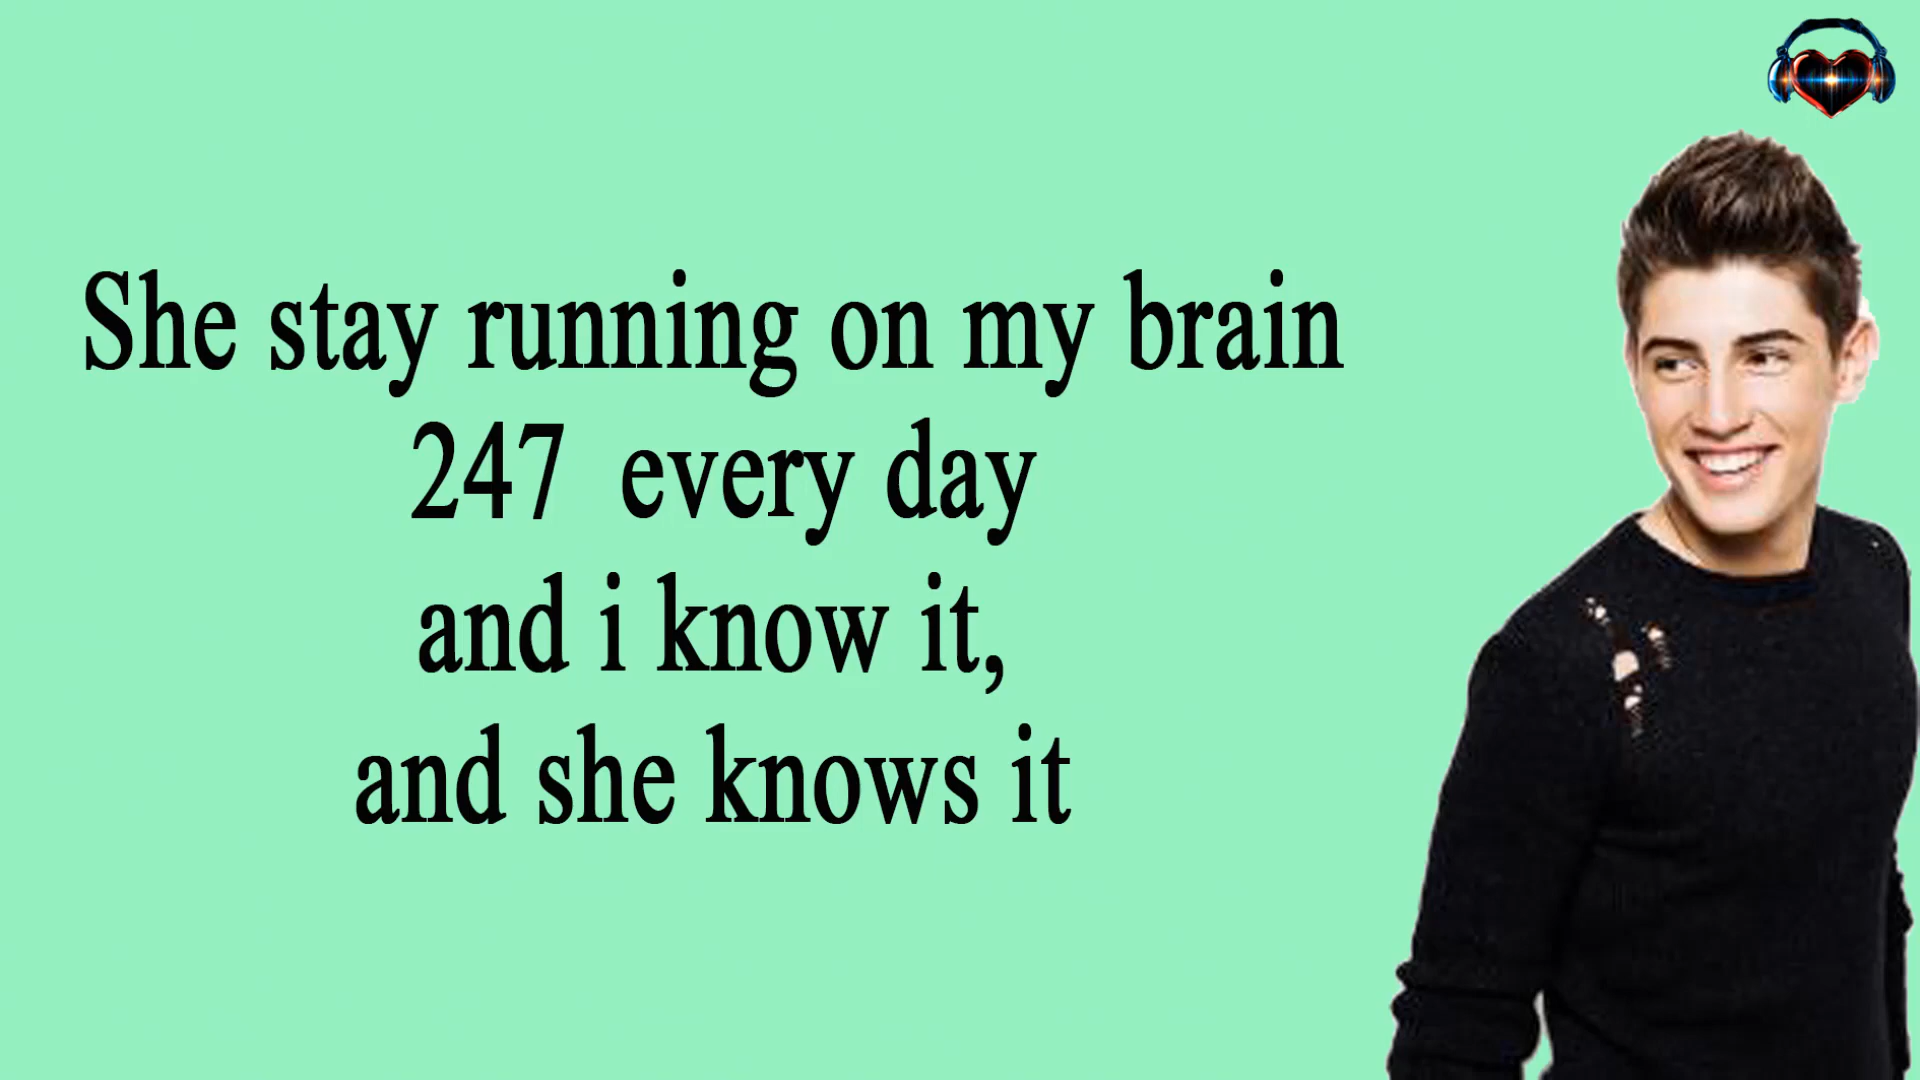 She stay running on my brain
247  every day
and i know it,
and she knows it